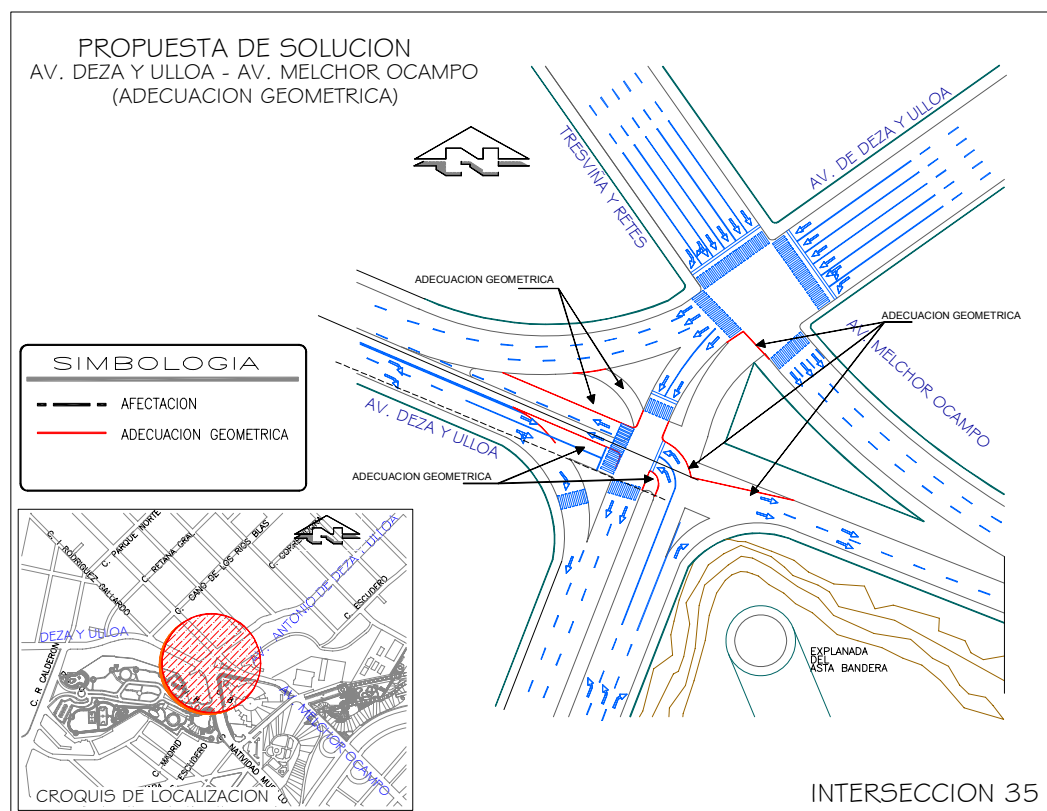 PROPUESTA DE SOLUCION
AV. DEZA Y ULLOA - AV. MELCHOR OCAMPO
(ADECUACION GEOMETRICA)
N
TRESVIÑA Y RETES
AV. DE DEZA Y ULLOA
ADECUACION GEOMETRICA
ADECUACION GEOMETRICA
AV. MELCHOR OCAMPO
AV. DEZA Y ULLOA
ADECUACION GEOMETRICA
SIMBOLOGIA
AFECTACION
ADECUACION GEOMETRICA
EXPLANADA
DEL
ASTA BANDERA
N
C. I. RODRIGUEZ GALLARDO
C. PARQUE NORTE
C. RETANA GRAL
C. CANO DE LOS RIOS BLAS
AV. ANTONIO DE DEZA - ULLOA
C. ESCUDERO
DEZA Y ULLOA
C. R CALDERON
AV. MELCHOR OCAMPO
C. MADRID
ESCUDERO
C. NATIVIDAD
CROQUIS DE LOCALIZACION
INTERSECCION 35